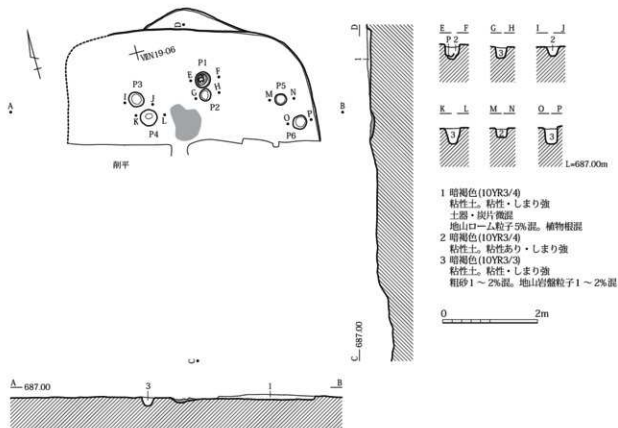 D
ⅧN19-06
P1
E F
G H
P2
P3
I J
K L
P4
P5
M N
O P
P6
A
B
削平
C
D
1
C 687.00
E F
G H
I J
P 2
3
2
K L
M N
O P
3
2
3
L=687.00m
1 暗褐色(10YR3/4)
粘性土。粘性・しまり強
土器・炭片微混
地山ローム粒子5%混。植物根混
2 暗褐色(10YR3/4)
粘性土。粘性あり・しまり強
3 暗褐色(10YR3/3)
粘性土。粘性・しまり強
粗砂1～2%混。地山岩盤粒子1～2%混
0 2m
A 687.00
3
1
B